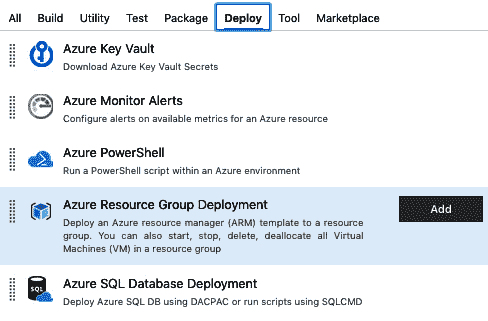 All Build Utility Test Package Deploy Tool Marketplace
Azure Key Vault
Download Azure Key Vault Secrets
Azure Monitor Alerts
Configure alerts on available metrics for an Azure resource
Azure PowerShell
Run a PowerShell script within an Azure environment
Azure Resource Group Deployment
Add
Deploy an Azure resource manager (ARM) template to a resource
group. You can also start, stop, delete, deallocate all Virtual
Machines (VM) in a resource group
SQL
Azure SQL Database Deployment
Deploy Azure SQL DB using DACPAC or run scripts using SQLCMD